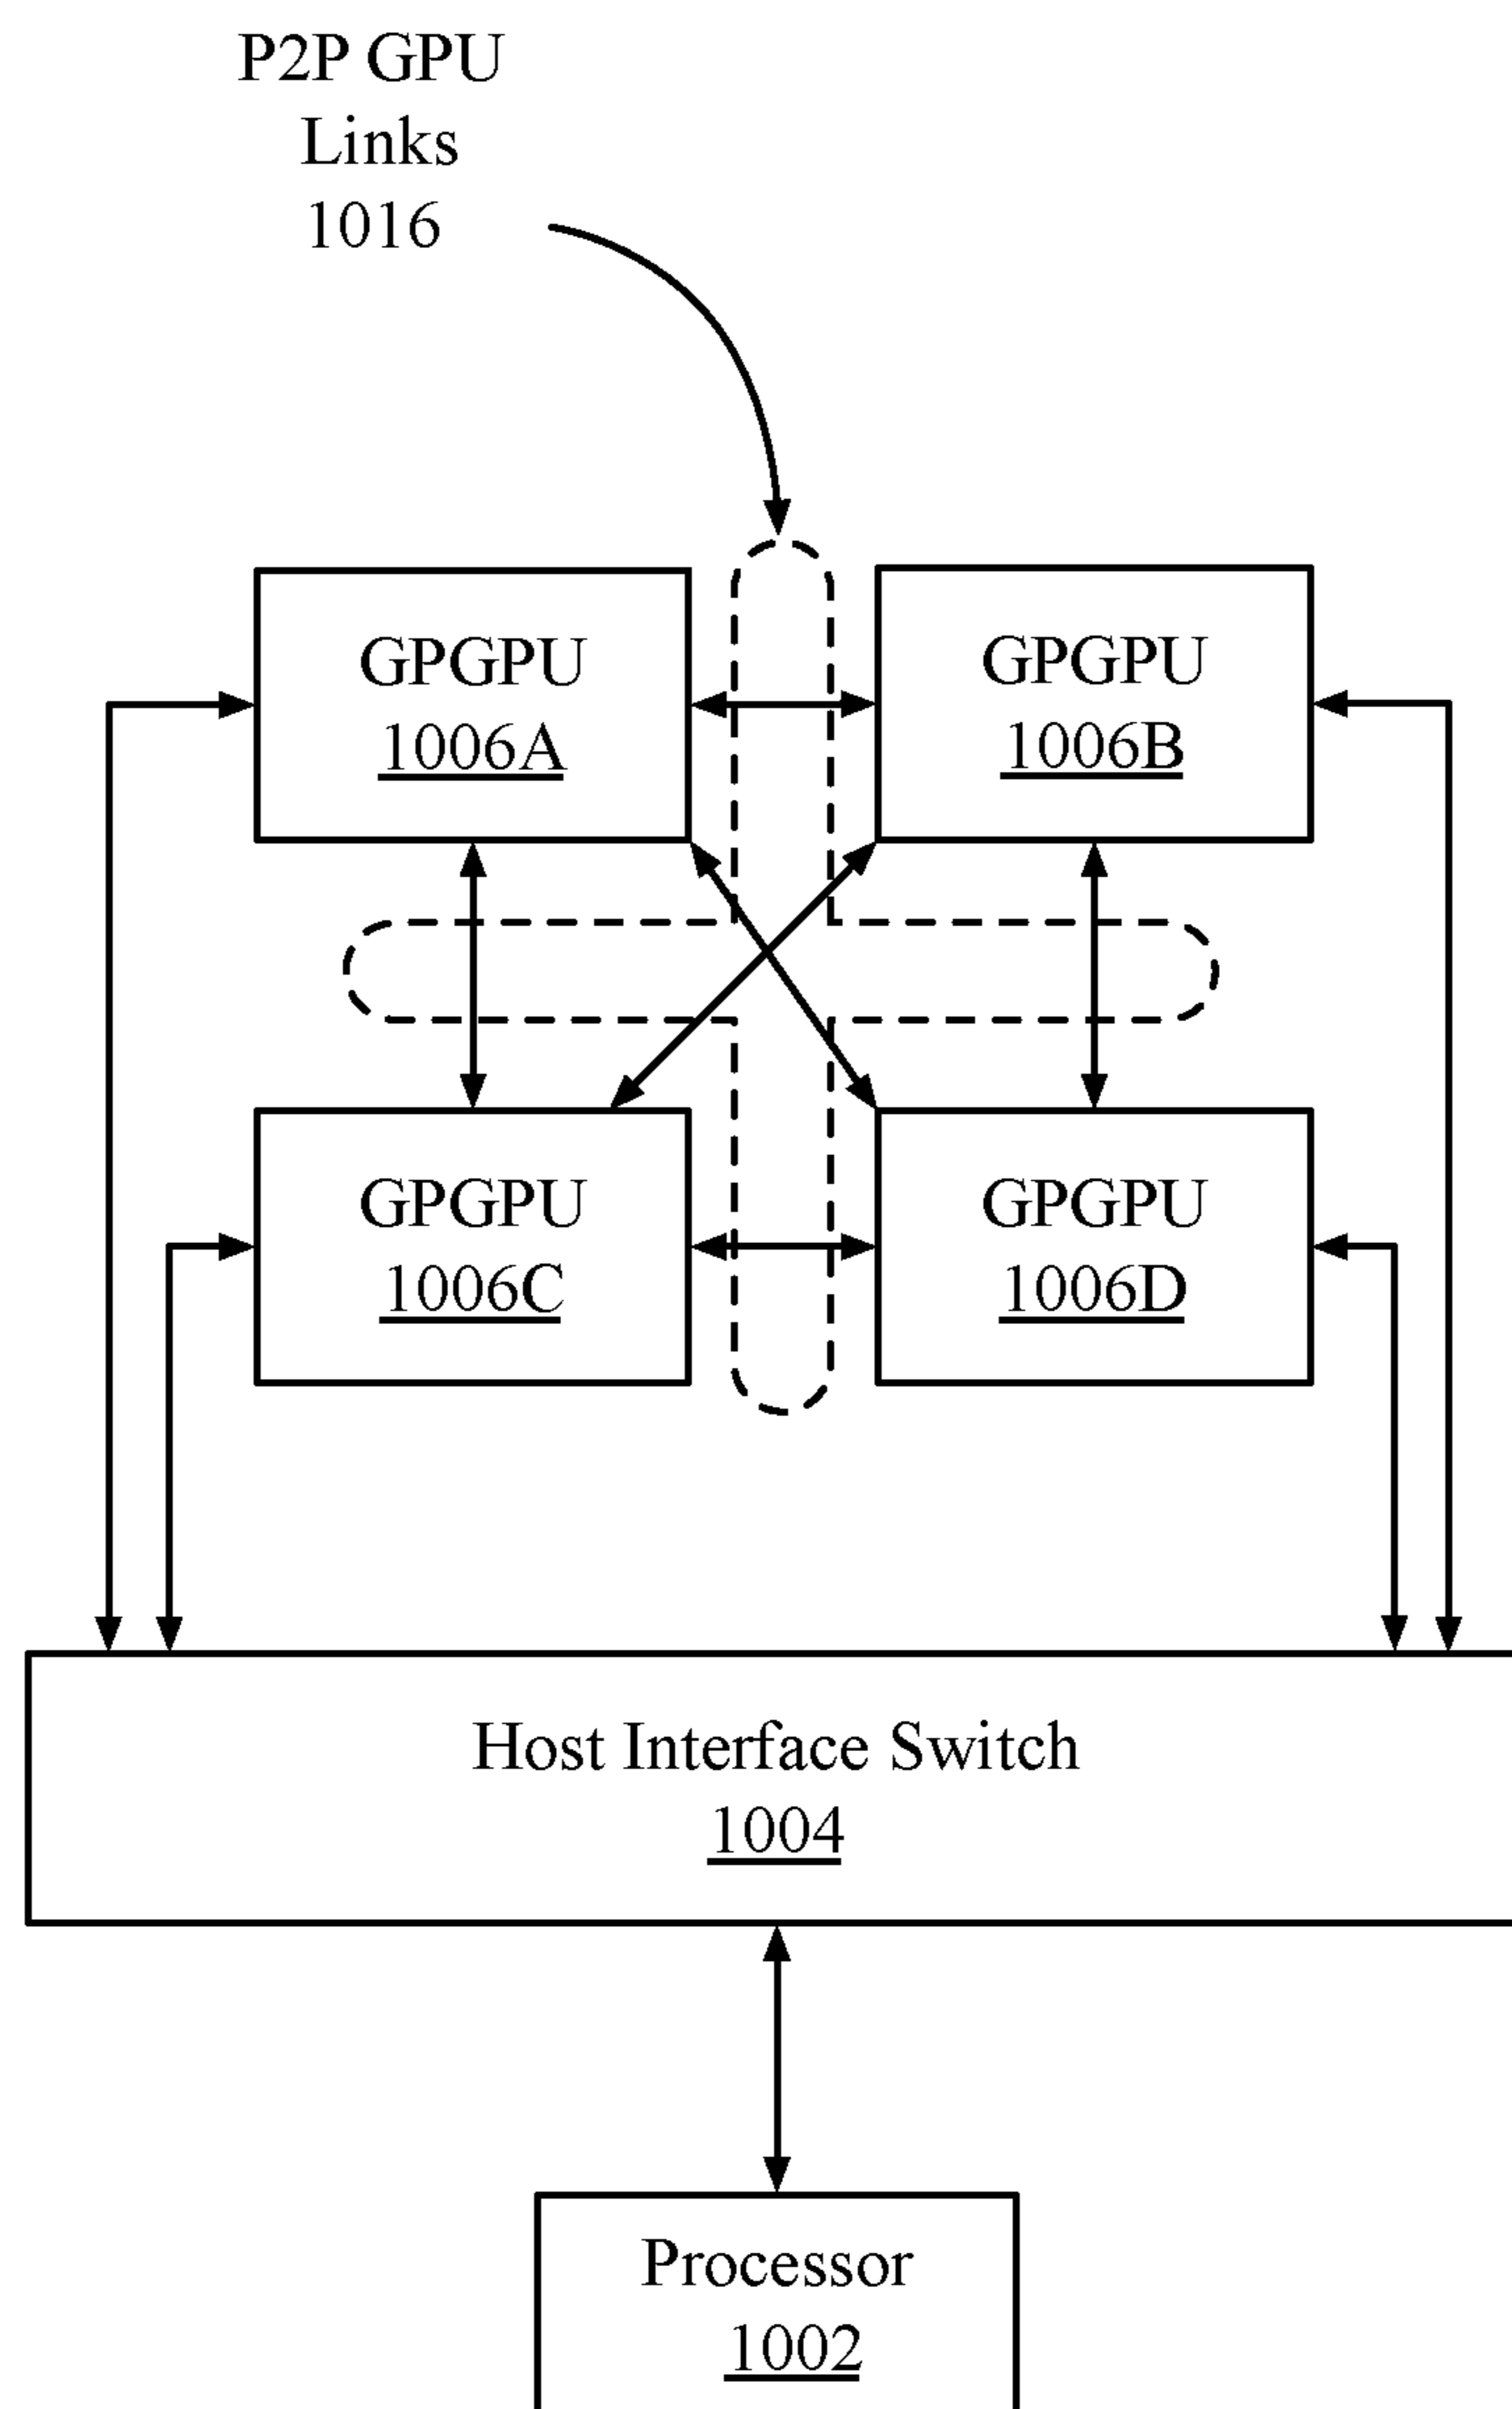 P2P GPU
Links
1016
GPGPU
1006A
GPGPU
1006B
GPGPU
1006C
GPGPU
1006D
Host Interface Switch
1004
Processor
1002